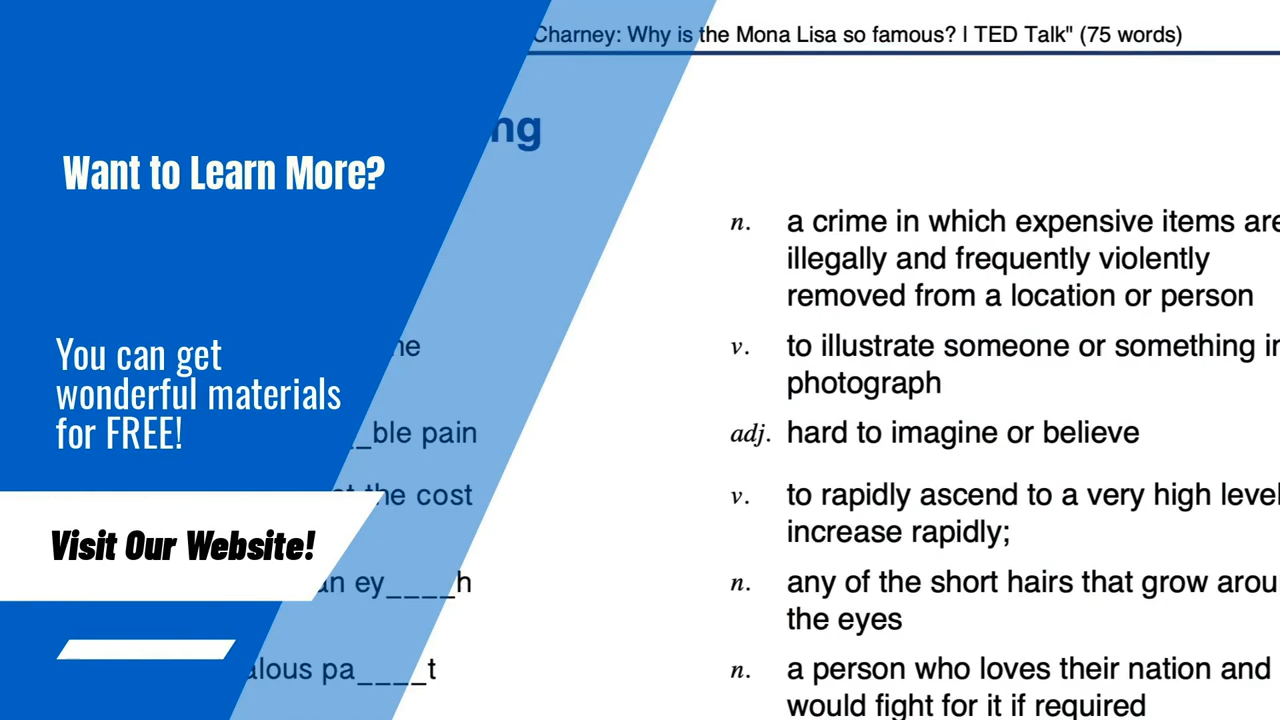 Charney: Why is the Mona Lisa so famous? | TED Talk" (75 words)
ng
Want to Learn More?
You can get
wonderful materials
for FREE!
Visit Our Website!
n. a crime in which expensive items are
illegally and frequently violently
removed from a location or person
he v. to illustrate someone or something in
photograph
_ble pain adj. hard to imagine or believe
the cost v. to rapidly ascend to a very high level
increase rapidly;
an ey____h n. any of the short hairs that grow arou
the eyes
alous pa____t n. a person who loves their nation and
would fight for it if required